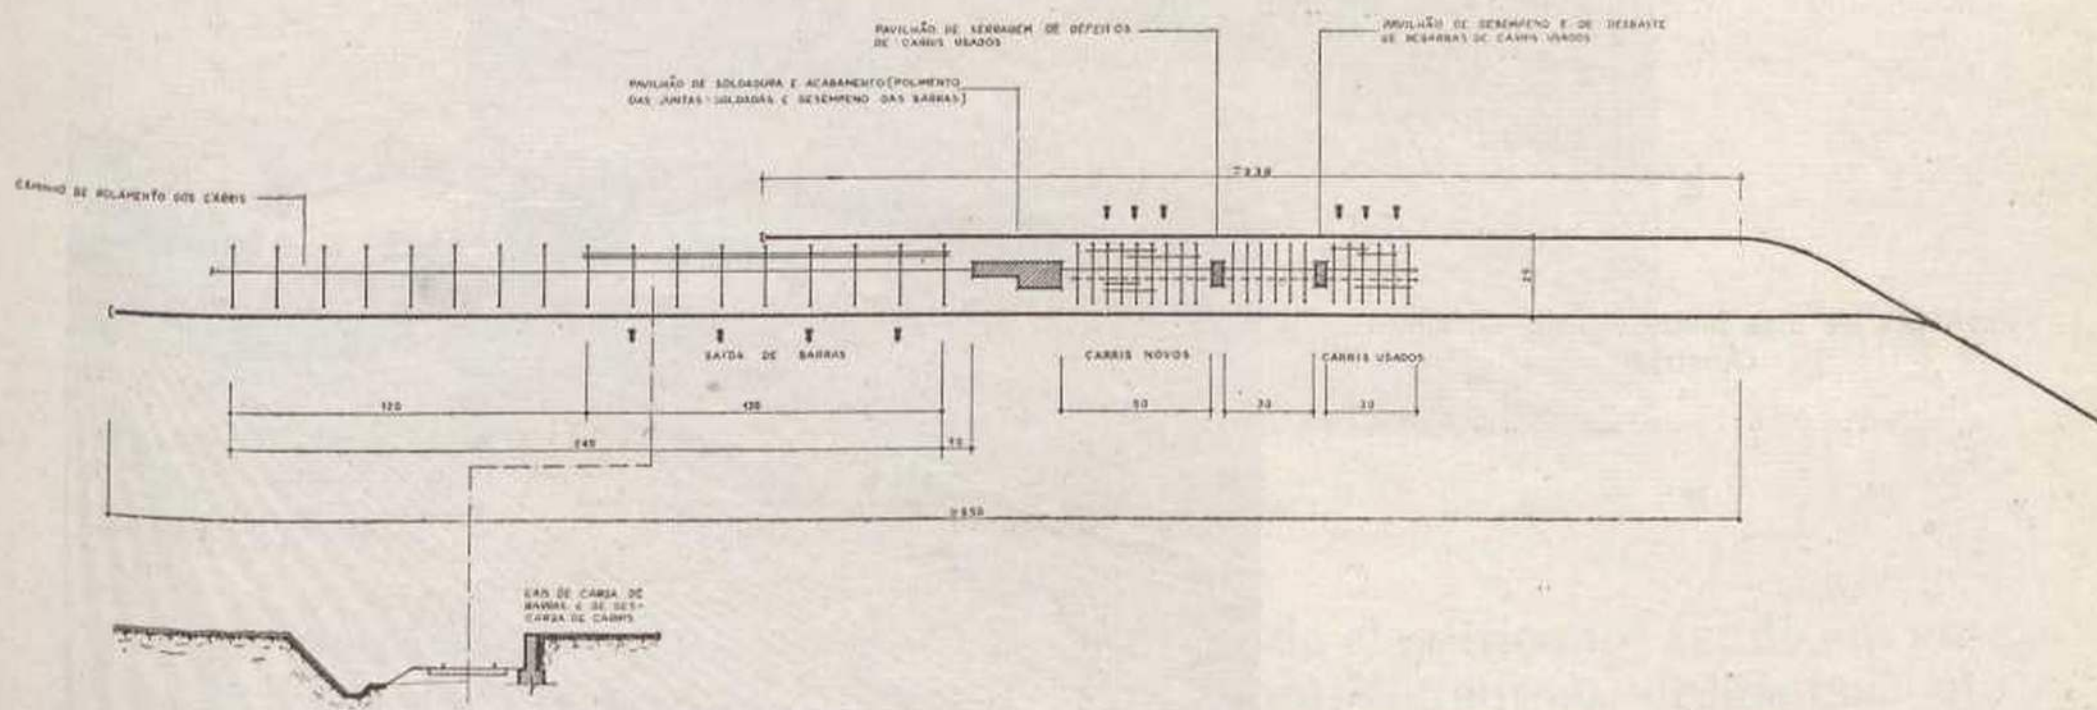 PAVILHÃO DE SERRAGEM DE DEFEITOS
DE CARRIS USADOS
PAVILHÃO DE DESEMPENO E DE DESBASTE
DE REBARBAS DE CARRIS USADOS
PAVILHÃO DE SOLDADURA E ACABAMENTO (POLIMENTO
DAS JUNTAS SOLDADAS E DESEMPENO DAS BARRAS)
CAMINHO DE ROLAMENTO DOS CARRIS
25
SAÍDA DE BARRAS
CARRIS NOVOS
CARRIS USADOS
120
50
30
30
240
10
CAIS DE CARGA DE
BARRAS E DE DES-
CARGA DE CARRIS